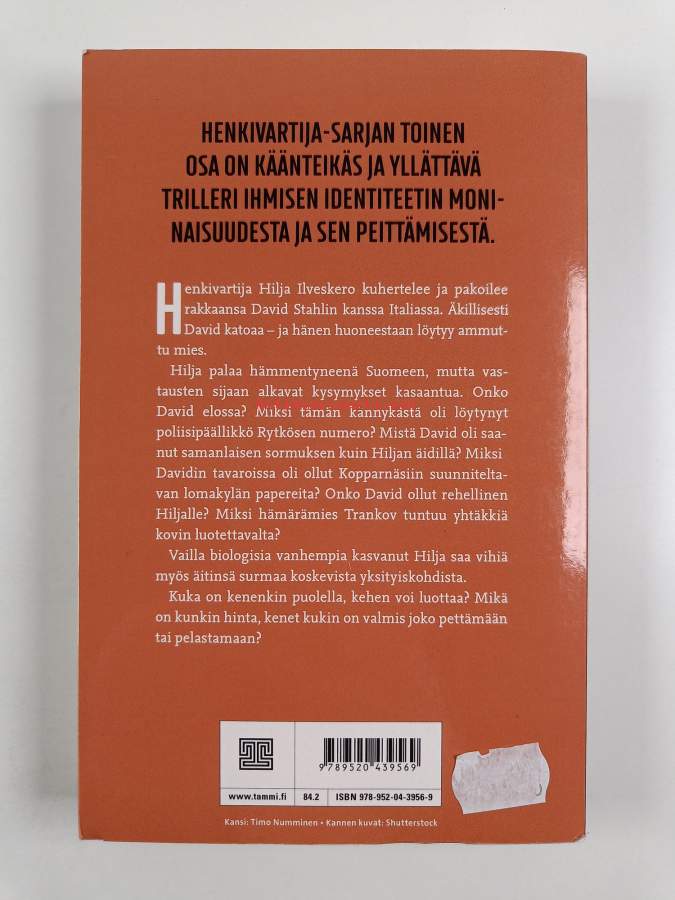 HENKIVARTIJA-SARJAN TOINEN
OSA ON KÄÄNTEIKÄS JA YLLÄTTÄVÄ
TRILLERI IHMISEN IDENTITEETIN MONI-
NAISUUDESTA JA SEN PEITTÄMISESTÄ.
Henkivartija Hilja Ilveskero kuhertelee ja pakoilee
rakkaansa David Stahlin kanssa Italiassa. Äkillisesti
David katoaa – ja hänen huoneestaan löytyy ammut-
tu mies.
Hilja palaa hämmentyneenä Suomeen, mutta vas-
tausten sijaan alkavat kysymykset kasaantua. Onko
David elossa? Miksi tämän kännykästä oli löytynyt
poliisipäällikkö Rytkösen numero? Mistä David oli saa-
nut samanlaisen sormuksen kuin Hiljan äidillä? Miksi
Davidin tavaroissa oli ollut Kopparnäsiin suunnitelta-
van lomakylän papereita? Onko David ollut rehellinen
Hiljalle? Miksi hämärämies Trankov tuntuu yhtäkkiä
kovin luotettavalta?
Vailla biologisia vanhempia kasvanut Hilja saa vihiä
myös äitinsä surmaa koskevista yksityiskohdista.
Kuka on kenenkin puolella, kehen voi luottaa? Mikä
on kunkin hinta, kenet kukin on valmis joko pettämään
tai pelastamaan?
9789520439569
www.tammi.fi
84.2
ISBN 978-952-04-3956-9
Kansi: Timo Numminen • Kannen kuvat: Shutterstock